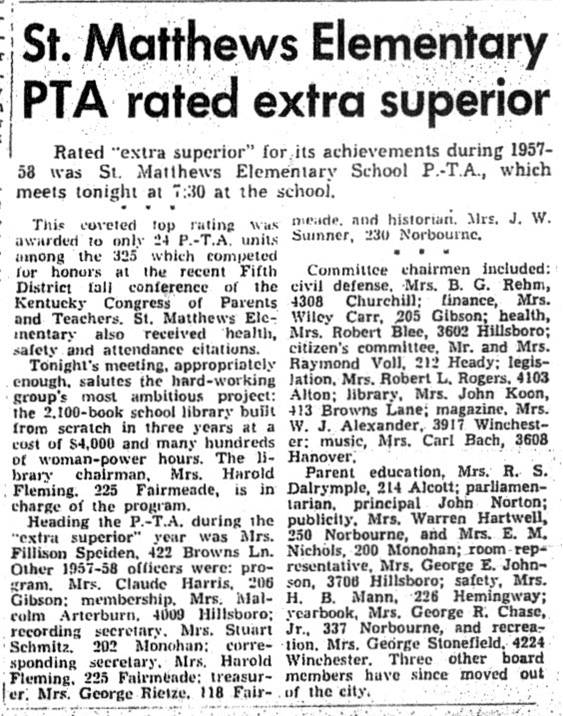 St. Matthews Elementary
PTA rated extra superior
Rated "extra superior" for its achievements during 1957-
58 was St. Matthews Elementary School P.-T.A., which
meets tonight at 7:30 at the school.
* * *
This coveted top rating was
awarded to only 24 P.-T.A. units
among the 325 which competed
for honors at the recent Fifth
District fall conference of the
Kentucky Congress of Parents
and Teachers. St. Matthews Ele-
mentary also received health,
safety and attendance citations.
Tonight's meeting, appropriately
enough, salutes the hard-working
group's most ambitious project:
the 2,100-book school library built
from scratch in three years at a
cost of $4,000 and many hundreds
of woman-power hours. The li-
brary chairman, Mrs. Harold
Fleming, 225 Fairmeade, is in
charge of the program.
Heading the P.-T.A. during the
"extra superior" year was Mrs.
Fillison Speiden, 422 Browns Ln.
Other 1957-58 officers were: pro-
gram, Mrs. Claude Harris, 206
Gibson; membership, Mrs. Mal-
colm Arterburn, 4009 Hillsboro;
recording secretary, Mrs. Stuart
Schmitz, 202 Monohan; corre-
sponding secretary, Mrs. Harold
Fleming, 225 Fairmeade; treasur-
er, Mrs. George Rietze, 118 Fair-
meade, and historian, Mrs. J. W.
Sumner, 230 Norbourne.
* * *
Committee chairmen included:
civil defense, Mrs. B. G. Rehm,
4308 Churchill; finance, Mrs.
Wiley Carr, 205 Gibson; health,
Mrs. Robert Blee, 3602 Hillsboro;
citizen's committee, Mr. and Mrs.
Raymond Voll, 212 Heady; legis-
lation, Mrs. Robert L. Rogers, 4103
Alton; library, Mrs. John Koon,
413 Browns Lane; magazine, Mrs.
W. J. Alexander, 3917 Winchest-
er; music, Mrs. Carl Bach, 3608
Hanover.
Parent education, Mrs. R. S.
Dalrymple, 214 Alcott; parliamen-
tarian, principal John Norton;
publicity, Mrs. Warren Hartwell,
250 Norbourne, and Mrs. E. M.
Nichols, 200 Monohan; room rep-
resentative, Mrs. George E. John-
son, 3706 Hillsboro; safety, Mrs.
H. B. Mann, 226 Hemingway;
yearbook, Mrs. George R. Chase,
Jr., 337 Norbourne, and recrea-
tion, Mrs. George Stonefield, 4224
Winchester. Three other board
members have since moved out
of the city.